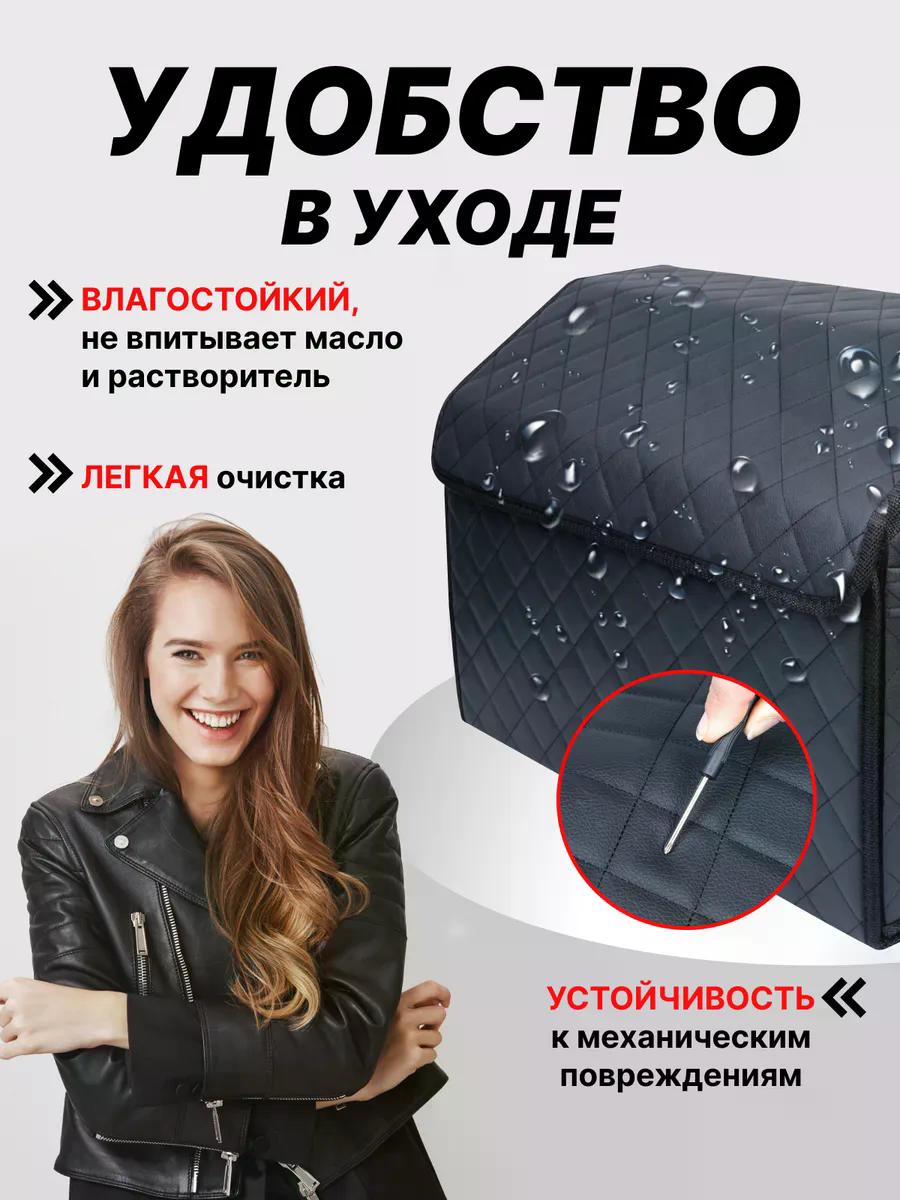 УДОБСТВО
В УХОДЕ
ВЛАГОСТОЙКИЙ,
не впитывает масло
и растворитель
ЛЕГКАЯ очистка
УСТОЙЧИВОСТЬ
к механическим
повреждениям